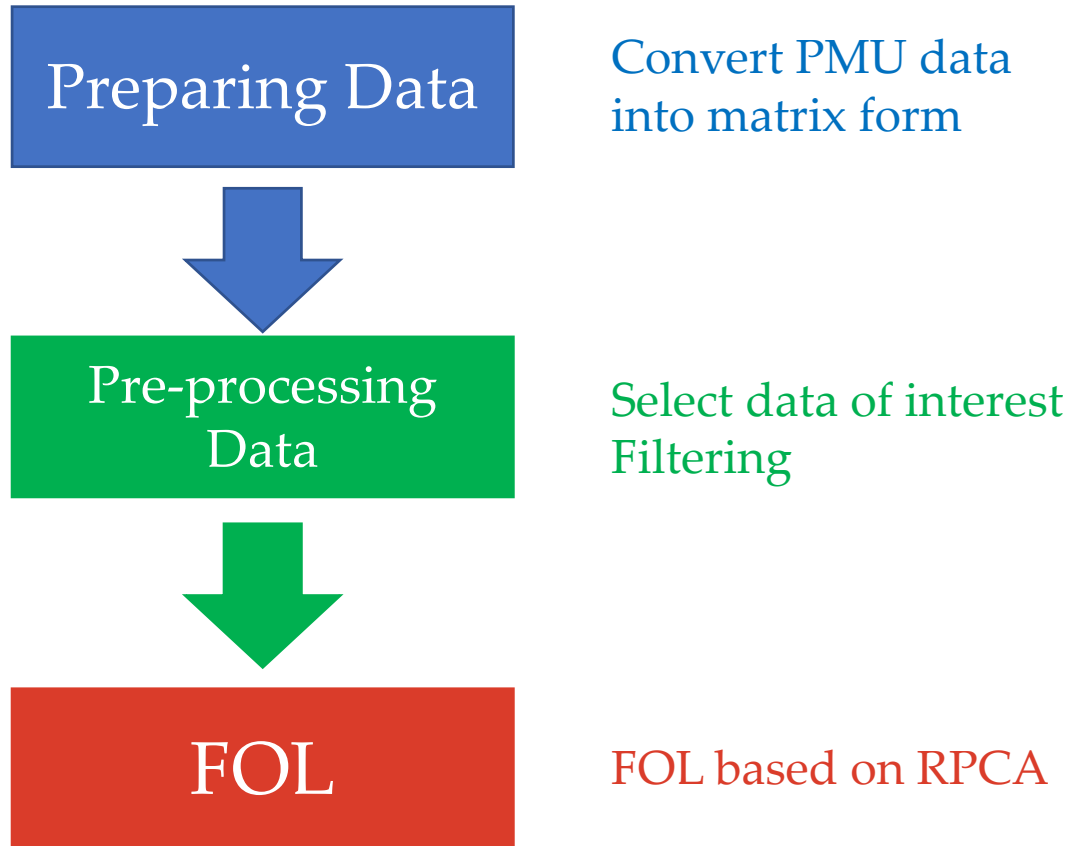 Preparing Data
Convert PMU data
into matrix form
Pre-processing
Data
Select data of interest
Filtering
FOL
FOL based on RPCA